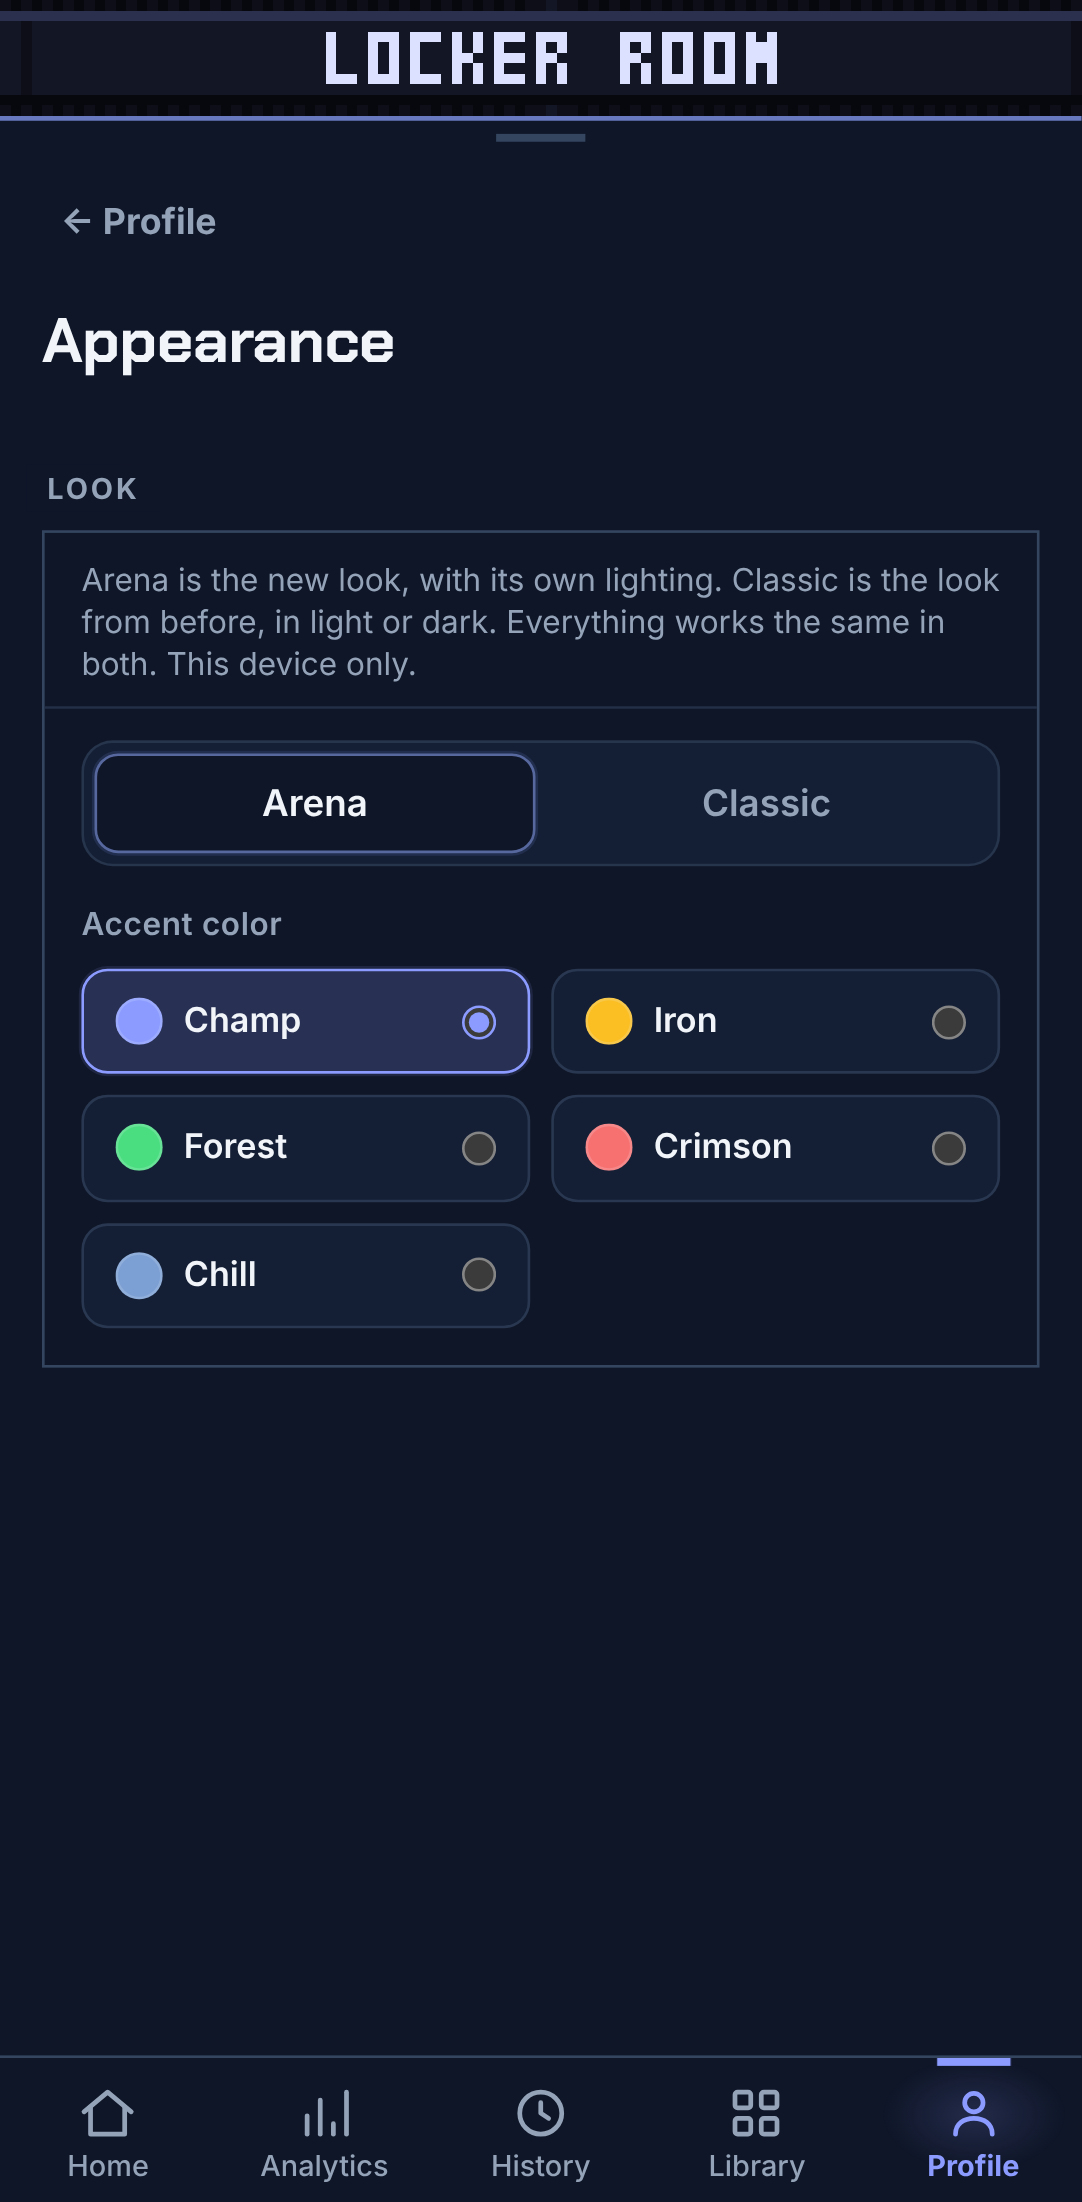 LOCKER ROOM
← Profile
Appearance
LOOK
Arena is the new look, with its own lighting. Classic is the look
from before, in light or dark. Everything works the same in
both. This device only.
Arena
Classic
Accent color
Champ
Iron
Forest
Crimson
Chill
Home
Analytics
History
Library
Profile